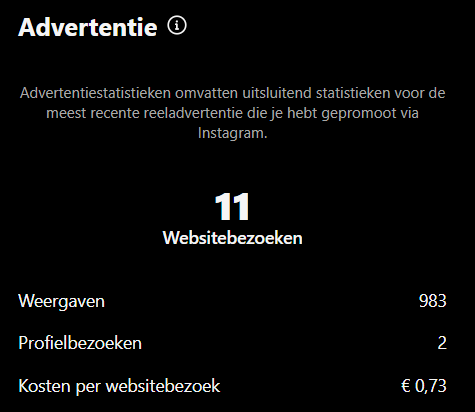 Advertentie
Advertentiestatistieken omvatten uitsluitend statistieken voor de
meest recente reeladvertentie die je hebt gepromoot via
Instagram.
11
Websitebezoeken
Weergaven 983
Profielbezoeken 2
Kosten per websitebezoek € 0,73